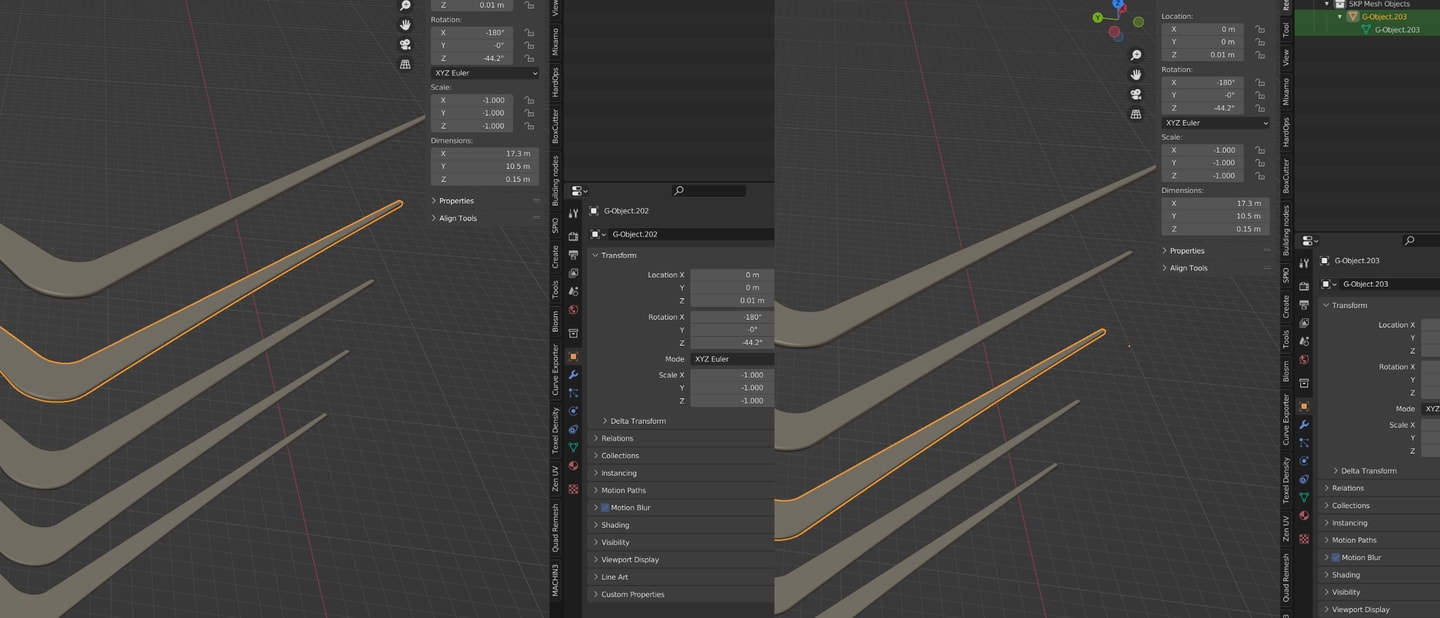 Z 0.01 m
Rotation:
X -180°
Y -0°
Z -44.2°
XYZ Euler
Scale:
X -1.000
Y -1.000
Z -1.000
Dimensions:
X 17.3 m
Y 10.5 m
Z 0.15 m
Properties
Align Tools
View
Mixamo
HardOps
BoxCutter
Building nodes
SPIO
Create
Tools
Blosm
Curve Exporter
Texel Density
Zen UV
Quad Remesh
MACHIN3
G-Object.202
G-Object.202
Transform
Location X 0 m
Y 0 m
Z 0.01 m
Rotation X -180°
Y -0°
Z -44.2°
Mode XYZ Euler
Scale X -1.000
Y -1.000
Z -1.000
Delta Transform
Relations
Collections
Instancing
Motion Paths
Motion Blur
Shading
Visibility
Viewport Display
Line Art
Custom Properties
Z
Y
Location:
X 0 m
Y 0 m
Z 0.01 m
Rotation:
X -180°
Y -0°
Z -44.2°
XYZ Euler
Scale:
X -1.000
Y -1.000
Z -1.000
Dimensions:
X 17.3 m
Y 10.5 m
Z 0.15 m
Properties
Align Tools
Tool
View
Mixamo
HardOps
BoxCutter
Building nodes
SPIO
Create
Tools
Blosm
Curve Exporter
Texel Density
Zen UV
Quad Remesh
SKP Mesh Objects
G-Object.203
G-Object.203
G-Object.203
G-Object.203
Transform
Location X
Y
Z
Rotation X
Y
Z
Mode XYZ
Scale X
Y
Z
Delta Transform
Relations
Collections
Instancing
Motion Paths
Motion Blur
Shading
Visibility
Viewport Display